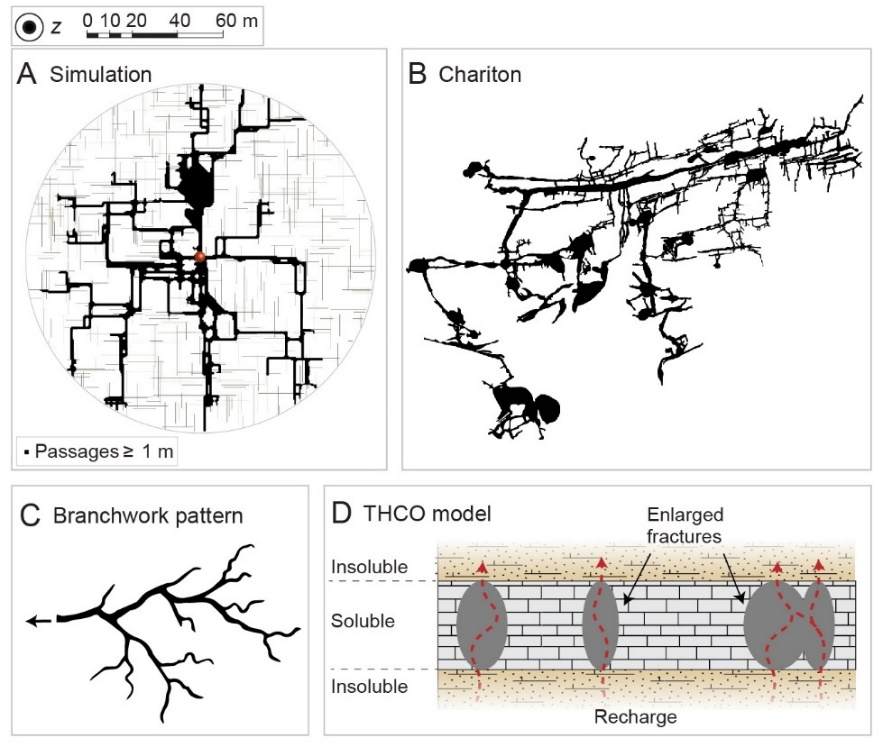 z 0 10 20 40 60 m
A Simulation
Passages ≥ 1 m
B Chariton
C Branchwork pattern
D THCO model
Enlarged
fractures
Insoluble
Soluble
Insoluble
Recharge